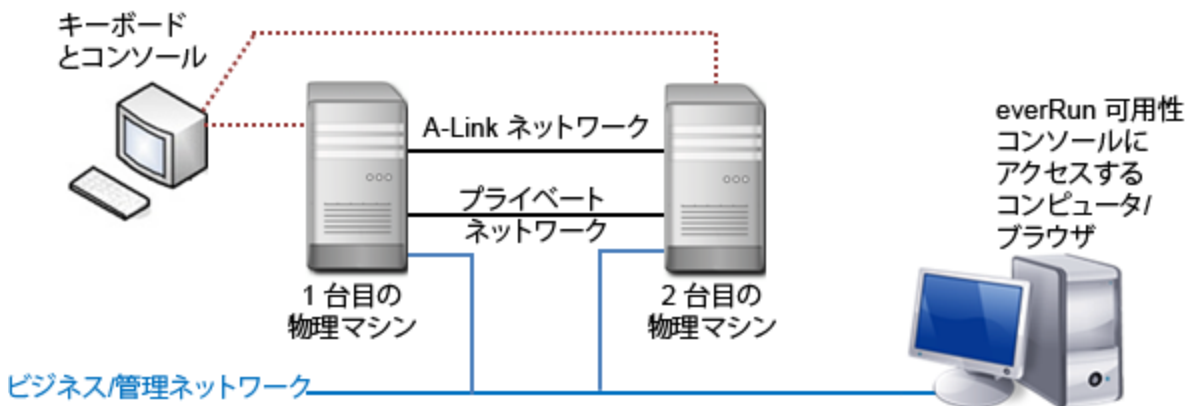 キーボード
とコンソール
A-Link ネットワーク
プライベート
ネットワーク
1 台目の
物理マシン
2 台目の
物理マシン
everRun 可用性
コンソールに
アクセスする
コンピュータ/
ブラウザ
ビジネス/管理ネットワーク